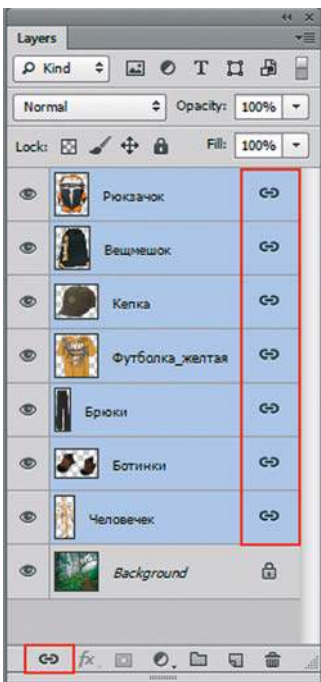 Layers
Kind T
Normal Opacity: 100%
Lock: Fill: 100%
Рюкзачок
Вещмешок
Кепка
Футболка_желтая
Брюки
Ботинки
Человечек
Background
fx